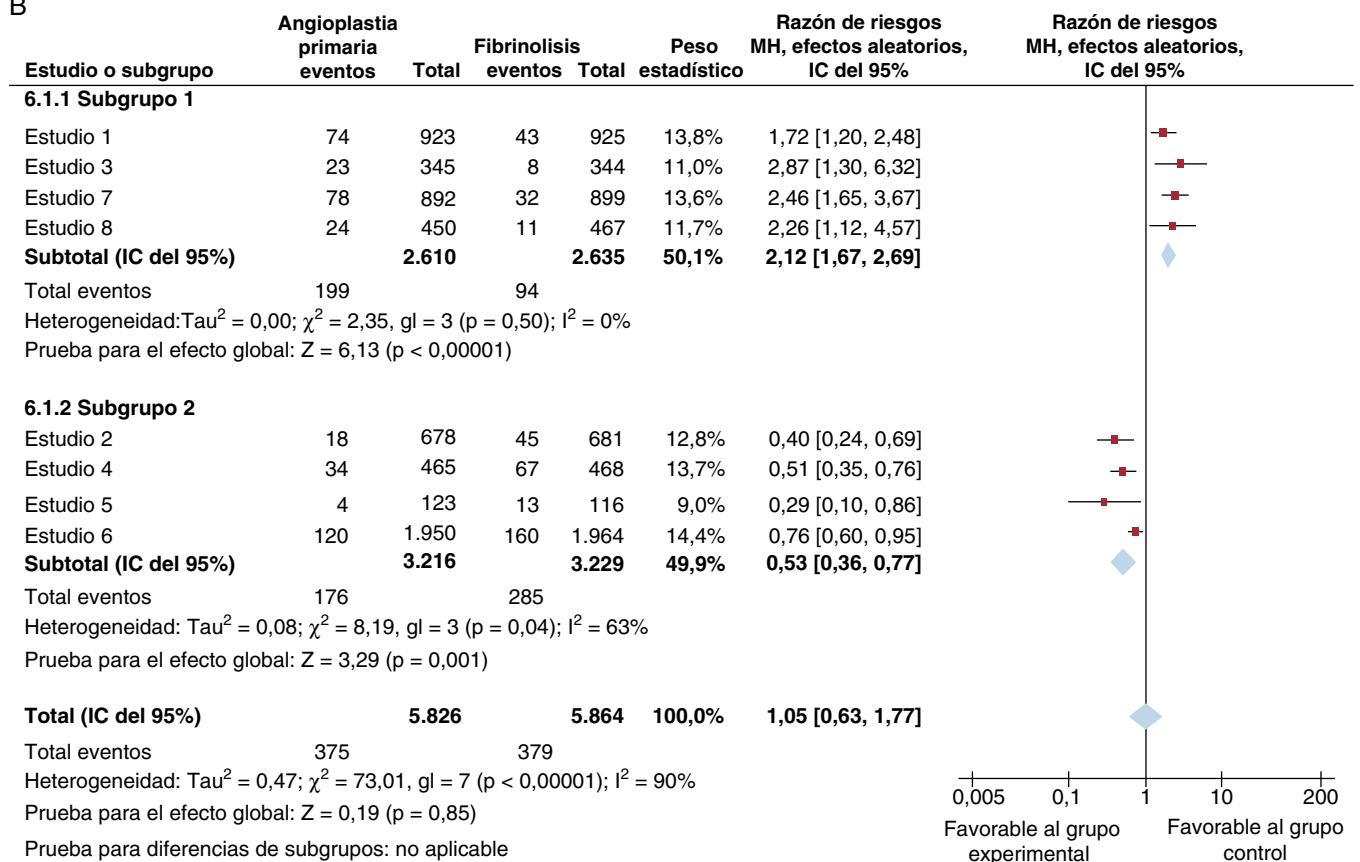 B
Angioplastia primaria eventos Total Fibrinolisis eventos Total Peso estadístico Razón de riesgos MH, efectos aleatorios, IC del 95% Razón de riesgos MH, efectos aleatorios, IC del 95%
Estudio o subgrupo
6.1.1 Subgrupo 1
Estudio 1 74 923 43 925 13,8% 1,72 [1,20, 2,48]
Estudio 3 23 345 8 344 11,0% 2,87 [1,30, 6,32]
Estudio 7 78 892 32 899 13,6% 2,46 [1,65, 3,67]
Estudio 8 24 450 11 467 11,7% 2,26 [1,12, 4,57]
Subtotal (IC del 95%) 2.610 2.635 50,1% 2,12 [1,67, 2,69]
Total eventos 199 94
Heterogeneidad:Tau² = 0,00; χ² = 2,35, gl = 3 (p = 0,50); I² = 0%
Prueba para el efecto global: Z = 6,13 (p < 0,00001)
6.1.2 Subgrupo 2
Estudio 2 18 678 45 681 12,8% 0,40 [0,24, 0,69]
Estudio 4 34 465 67 468 13,7% 0,51 [0,35, 0,76]
Estudio 5 4 123 13 116 9,0% 0,29 [0,10, 0,86]
Estudio 6 120 1.950 160 1.964 14,4% 0,76 [0,60, 0,95]
Subtotal (IC del 95%) 3.216 3.229 49,9% 0,53 [0,36, 0,77]
Total eventos 176 285
Heterogeneidad: Tau² = 0,08; χ² = 8,19, gl = 3 (p = 0,04); I² = 63%
Prueba para el efecto global: Z = 3,29 (p = 0,001)
Total (IC del 95%) 5.826 5.864 100,0% 1,05 [0,63, 1,77]
Total eventos 375 379
Heterogeneidad: Tau² = 0,47; χ² = 73,01, gl = 7 (p < 0,00001); I² = 90%
Prueba para el efecto global: Z = 0,19 (p = 0,85)
Prueba para diferencias de subgrupos: no aplicable
0,005 0,1 1 10 200
Favorable al grupo experimental
Favorable al grupo control